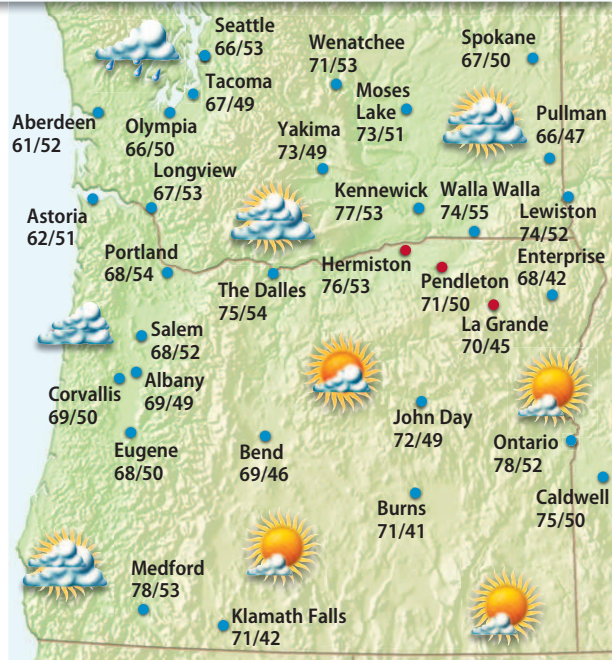 Seattle
66/53
Wenatchee
71/53
Spokane
67/50
Tacoma
67/49
Moses
Lake
73/51
Aberdeen
61/52
Olympia
66/50
Yakima
73/49
Pullman
66/47
Longview
67/53
Kennewick
77/53
Walla Walla
74/55
Lewiston
74/52
Astoria
62/51
Portland
68/54
The Dalles
75/54
Hermiston
76/53
Pendleton
71/50
Enterprise
68/42
La Grande
70/45
Salem
68/52
Albany
69/49
Corvallis
69/50
John Day
72/49
Eugene
68/50
Bend
69/46
Ontario
78/52
Burns
71/41
Caldwell
75/50
Medford
78/53
Klamath Falls
71/42